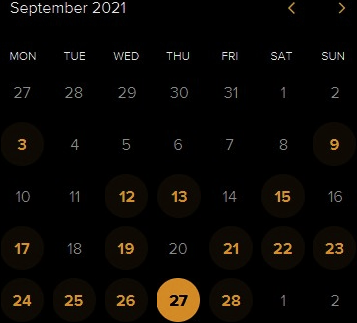 September 2021 < >
MON TUE WED THU FRI SAT SUN
27 28 29 30 31 1 2
3 4 5 6 7 8 9
10 11 12 13 14 15 16
17 18 19 20 21 22 23
24 25 26 27 28 1 2